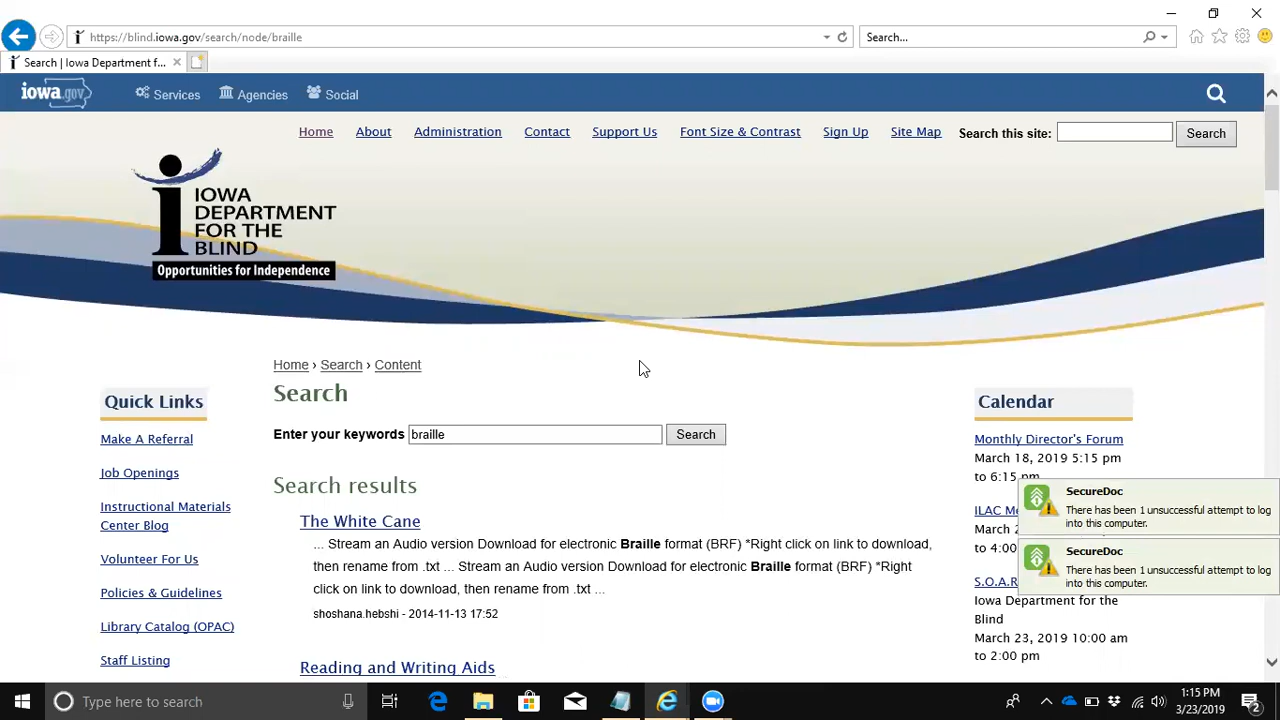 https://blind.iowa.gov/search/node/braille
Search...
Search | Iowa Department f...
iowa.gov
Services
Agencies
Social
Home
About
Administration
Contact
Support Us
Font Size & Contrast
Sign Up
Site Map
Search this site:
Search
IOWA
DEPARTMENT
FOR THE
BLIND
Opportunities for Independence
Home › Search › Content
Search
Enter your keywords braille Search
Search results
The White Cane
... Stream an Audio version Download for electronic Braille format (BRF) *Right click on link to download,
then rename from .txt ... Stream an Audio version Download for electronic Braille format (BRF) *Right
click on link to download, then rename from .txt ...
shoshana.hebshi - 2014-11-13 17:52
Reading and Writing Aids
Quick Links
Make A Referral
Job Openings
Instructional Materials
Center Blog
Volunteer For Us
Policies & Guidelines
Library Catalog (OPAC)
Staff Listing
Calendar
Monthly Director's Forum
March 18, 2019 5:15 pm
to 6:15 pm
ILAC
March
to 4:00
S.O.A.R
Iowa Department for the
Blind
March 23, 2019 10:00 am
to 2:00 pm
SecureDoc
There has been 1 unsuccessful attempt to log
into this computer.
SecureDoc
There has been 1 unsuccessful attempt to log
into this computer.
Type here to search
1:15 PM
3/23/2019
2